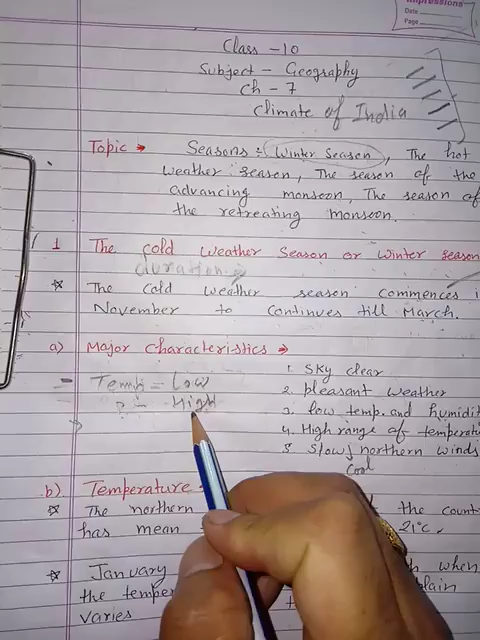 Impressions
Date
Page
Class - 10
Subject - Geography
Ch - 7
Climate of India
Topic → Seasons :- Winter Season, The hot
weather season, The season of the
advancing monsoon, The season of
the retreating monsoon.
1 The cold weather Season or Winter season
duration →
☆ The cold weather season commences i
November to continues till March.
a) Major characteristics →
1. Sky clear
- Temp = Low
2. pleasant weather
P = High
3. low temp. and humidit
4. High range of temperatu
5. Slow northern winds
Cool
b) Temperature -
☆ The northern the count
has mean 21°c.
☆ January when
the temper plain
varies